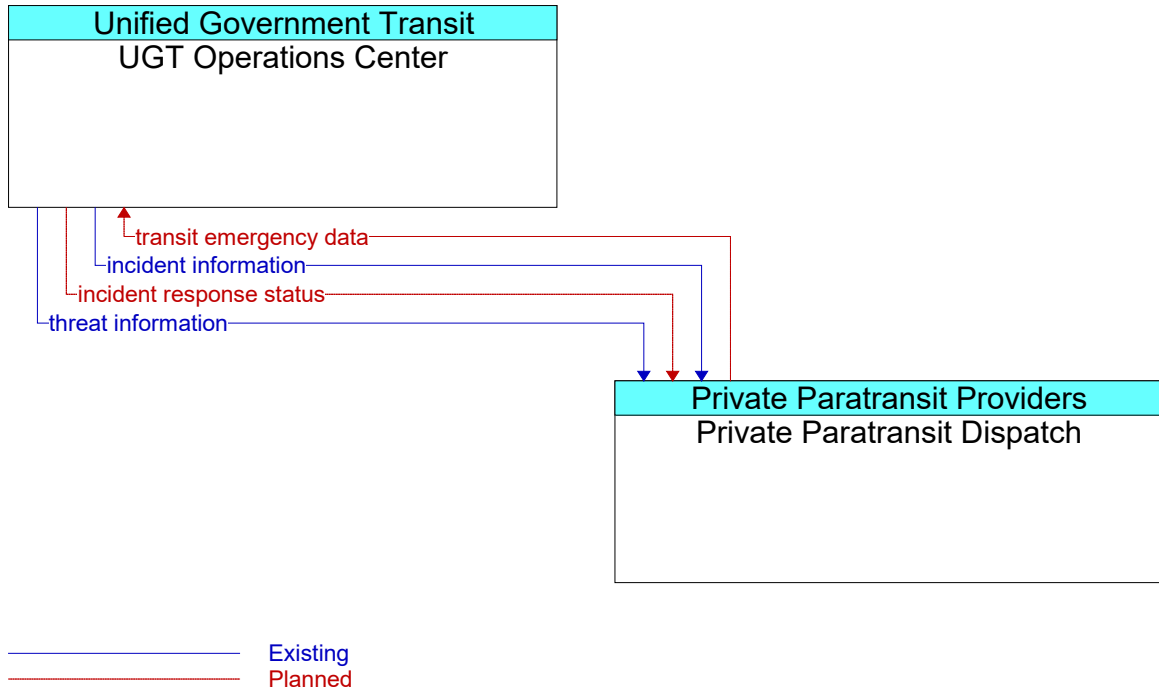 Unified Government Transit
UGT Operations Center
transit emergency data
incident information
incident response status
threat information
Private Paratransit Providers
Private Paratransit Dispatch
Existing
Planned